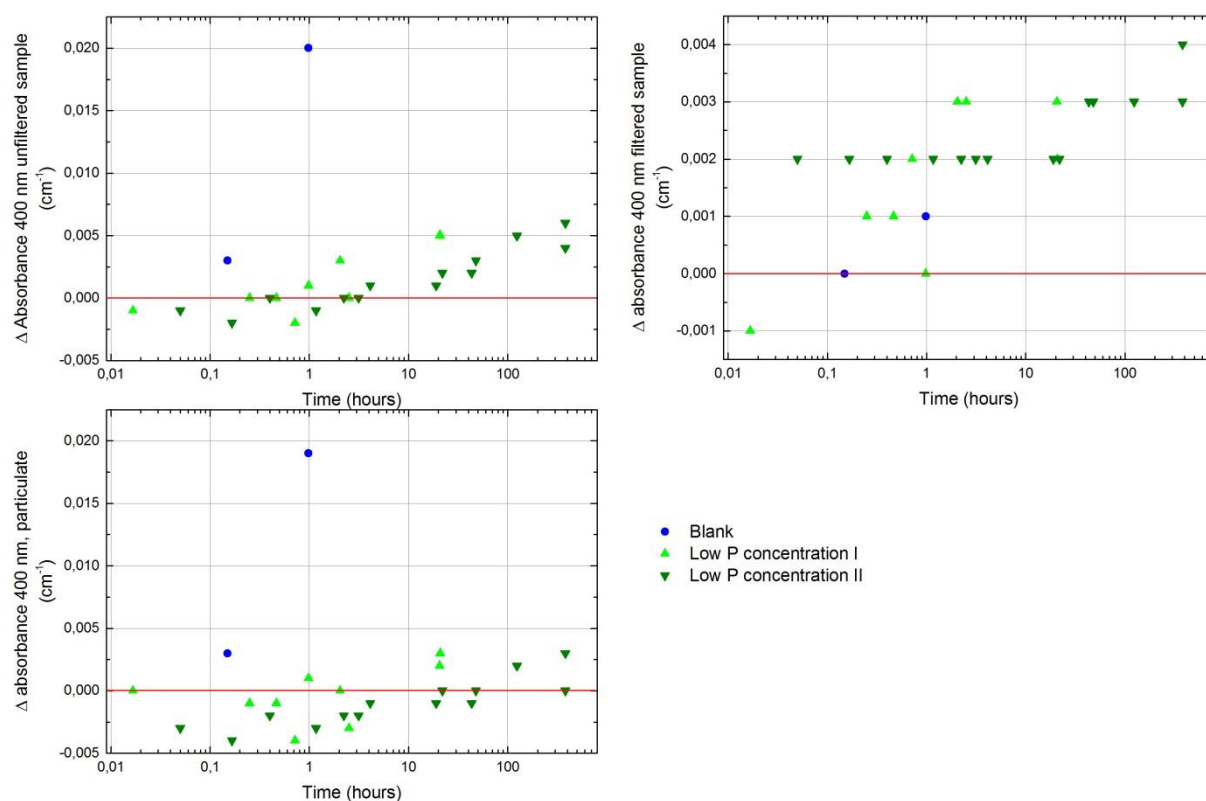 Δ Absorbance 400 nm unfiltered sample
(cm⁻¹)
0,020
0,015
0,010
0,005
0,000
-0,005
0,01
0,1
1
10
100
Time (hours)
Δ absorbance 400 nm filtered sample
(cm⁻¹)
0,004
0,003
0,002
0,001
0,000
-0,001
0,01
0,1
1
10
100
Time (hours)
Δ absorbance 400 nm, particulate
(cm⁻¹)
0,020
0,015
0,010
0,005
0,000
-0,005
0,01
0,1
1
10
100
Time (hours)
Blank
Low P concentration I
Low P concentration II